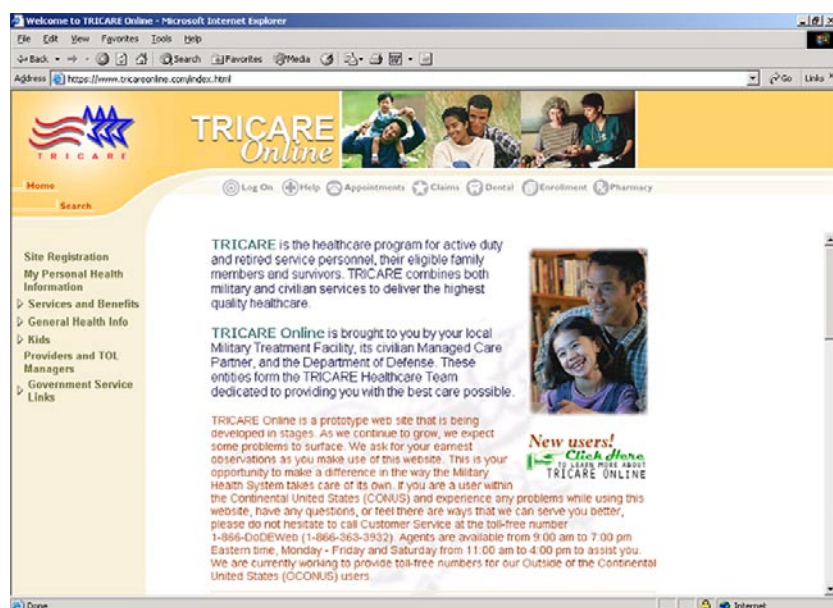 Welcome to TRICARE Online - Microsoft Internet Explorer
File Edit View Favorites Tools Help
Back Search Favorites Media
Address https://www.tricareonline.com/index.html Go Links
TRICARE
TRICARE
Online
Home
Search
Log On Help Appointments Claims Dental Enrollment Pharmacy
Site Registration
My Personal Health
Information
Services and Benefits
General Health Info
Kids
Providers and TOL
Managers
Government Service
Links
TRICARE is the healthcare program for active duty
and retired service personnel, their eligible family
members and survivors. TRICARE combines both
military and civilian services to deliver the highest
quality healthcare.
TRICARE Online is brought to you by your local
Military Treatment Facility, its civilian Managed Care
Partner, and the Department of Defense. These
entities form the TRICARE Healthcare Team
dedicated to providing you with the best care possible.
TRICARE Online is a prototype web site that is being
developed in stages. As we continue to grow, we expect
some problems to surface. We ask for your earnest
observations as you make use of this website. This is your
opportunity to make a difference in the way the Military
Health System takes care of its own. If you are a user within
the Continental United States (CONUS) and experience any problems while using this
website, have any questions, or feel there are ways that we can serve you better,
please do not hesitate to call Customer Service at the toll-free number
1-866-DoDEWeb (1-866-363-3932). Agents are available from 9:00 am to 7:00 pm
Eastern time, Monday - Friday and Saturday from 11:00 am to 4:00 pm to assist you.
We are currently working to provide toll-free numbers for our Outside of the Continental
United States (OCONUS) users.
New users!
Click Here
TO LEARN MORE ABOUT
TRICARE ONLINE
Done Internet